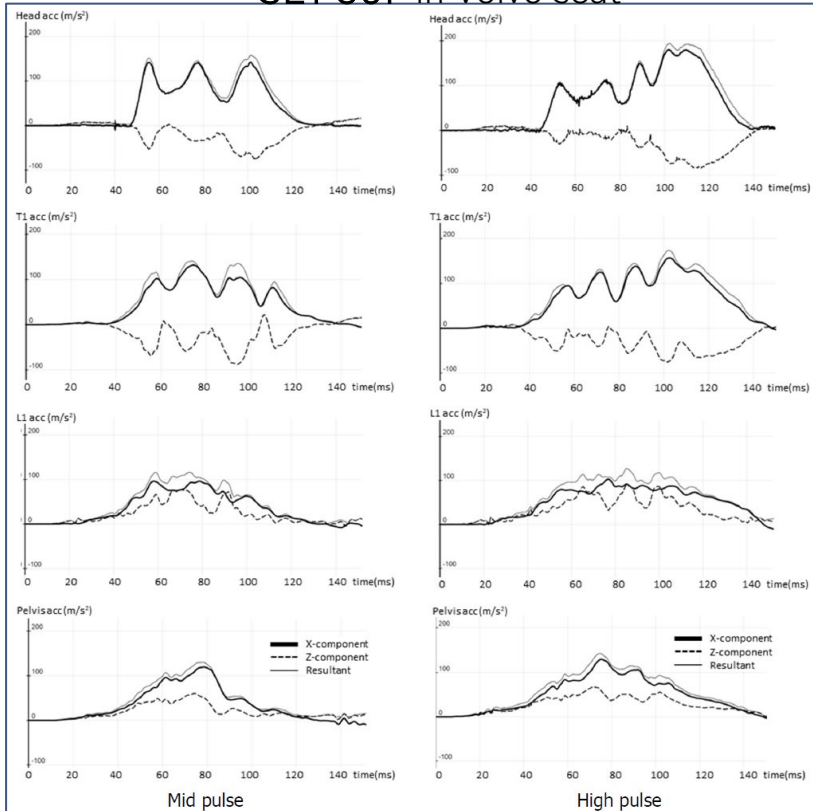 in Volvo seat
Head acc (m/s²)
200
100
0
-100
0 20 40 60 80 100 120 140 time(ms)
Head acc (m/s²)
200
100
0
-100
0 20 40 60 80 100 120 140 time(ms)
T1 acc (m/s²)
200
100
0
-100
0 20 40 60 80 100 120 140 time(ms)
T1 acc (m/s²)
200
100
0
-100
0 20 40 60 80 100 120 140 time(ms)
L1 acc (m/s²)
200
100
0
-100
0 20 40 60 80 100 120 140 time(ms)
L1 acc (m/s²)
200
100
0
-100
0 20 40 60 80 100 120 140 time(ms)
Pelvis acc (m/s²)
200
100
0
-100
X-component
Z-component
Resultant
0 20 40 60 80 100 120 140 time(ms)
Mid pulse
Pelvis acc (m/s²)
200
100
0
-100
X-component
Z-component
Resultant
0 20 40 60 80 100 120 140 time(ms)
High pulse